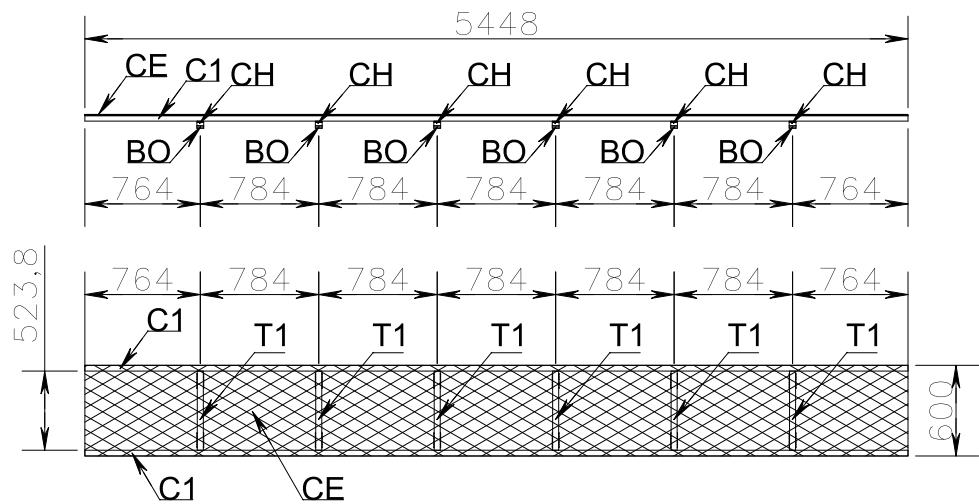 5448
CE C1 CH CH CH CH CH CH
BO BO BO BO BO BO
764 784 784 784 784 784 764
523,8
764 784 784 784 784 784 764
C1 T1 T1 T1 T1 T1 T1
600
C1 CE